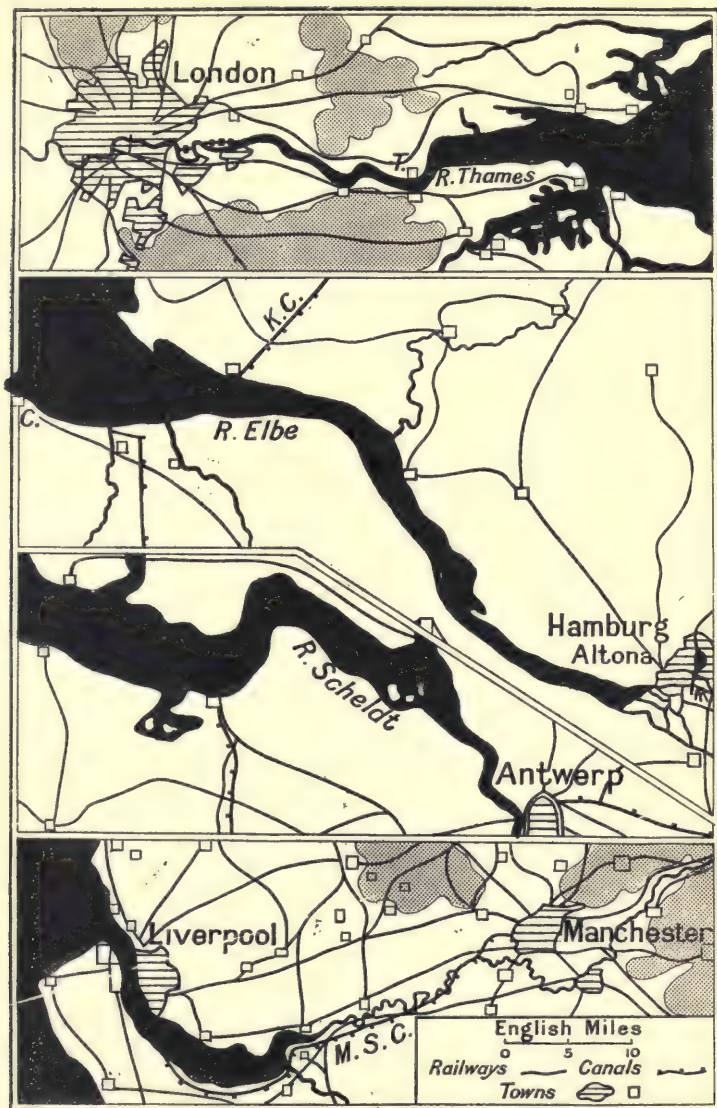 London
T.
R. Thames
K.C.
C.
R. Elbe
Hamburg
Altona
R. Scheldt
Antwerp
Liverpool
Manchester
M.S.C.
English Miles
0 5 10
Railways Canals
Towns